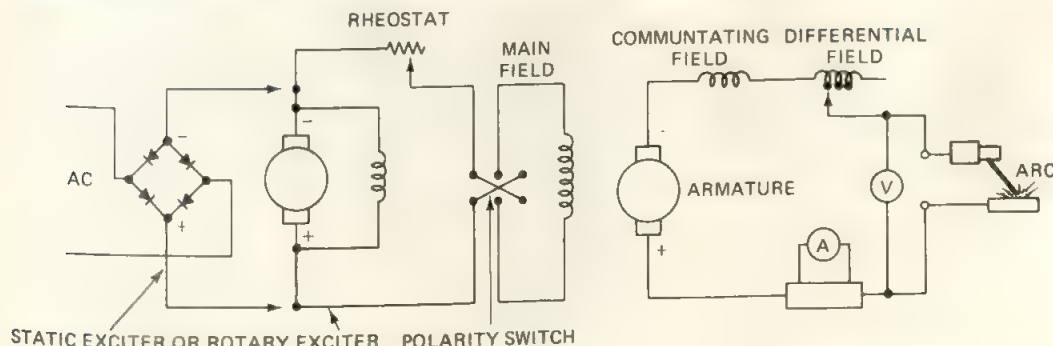 RHEOSTAT
MAIN
FIELD
COMMUNTATING
FIELD
DIFFERENTIAL
FIELD
AC
-
+
-
+
-
+
ARMATURE
A
V
ARC
STATIC EXCITER OR ROTARY EXCITER
POLARITY SWITCH